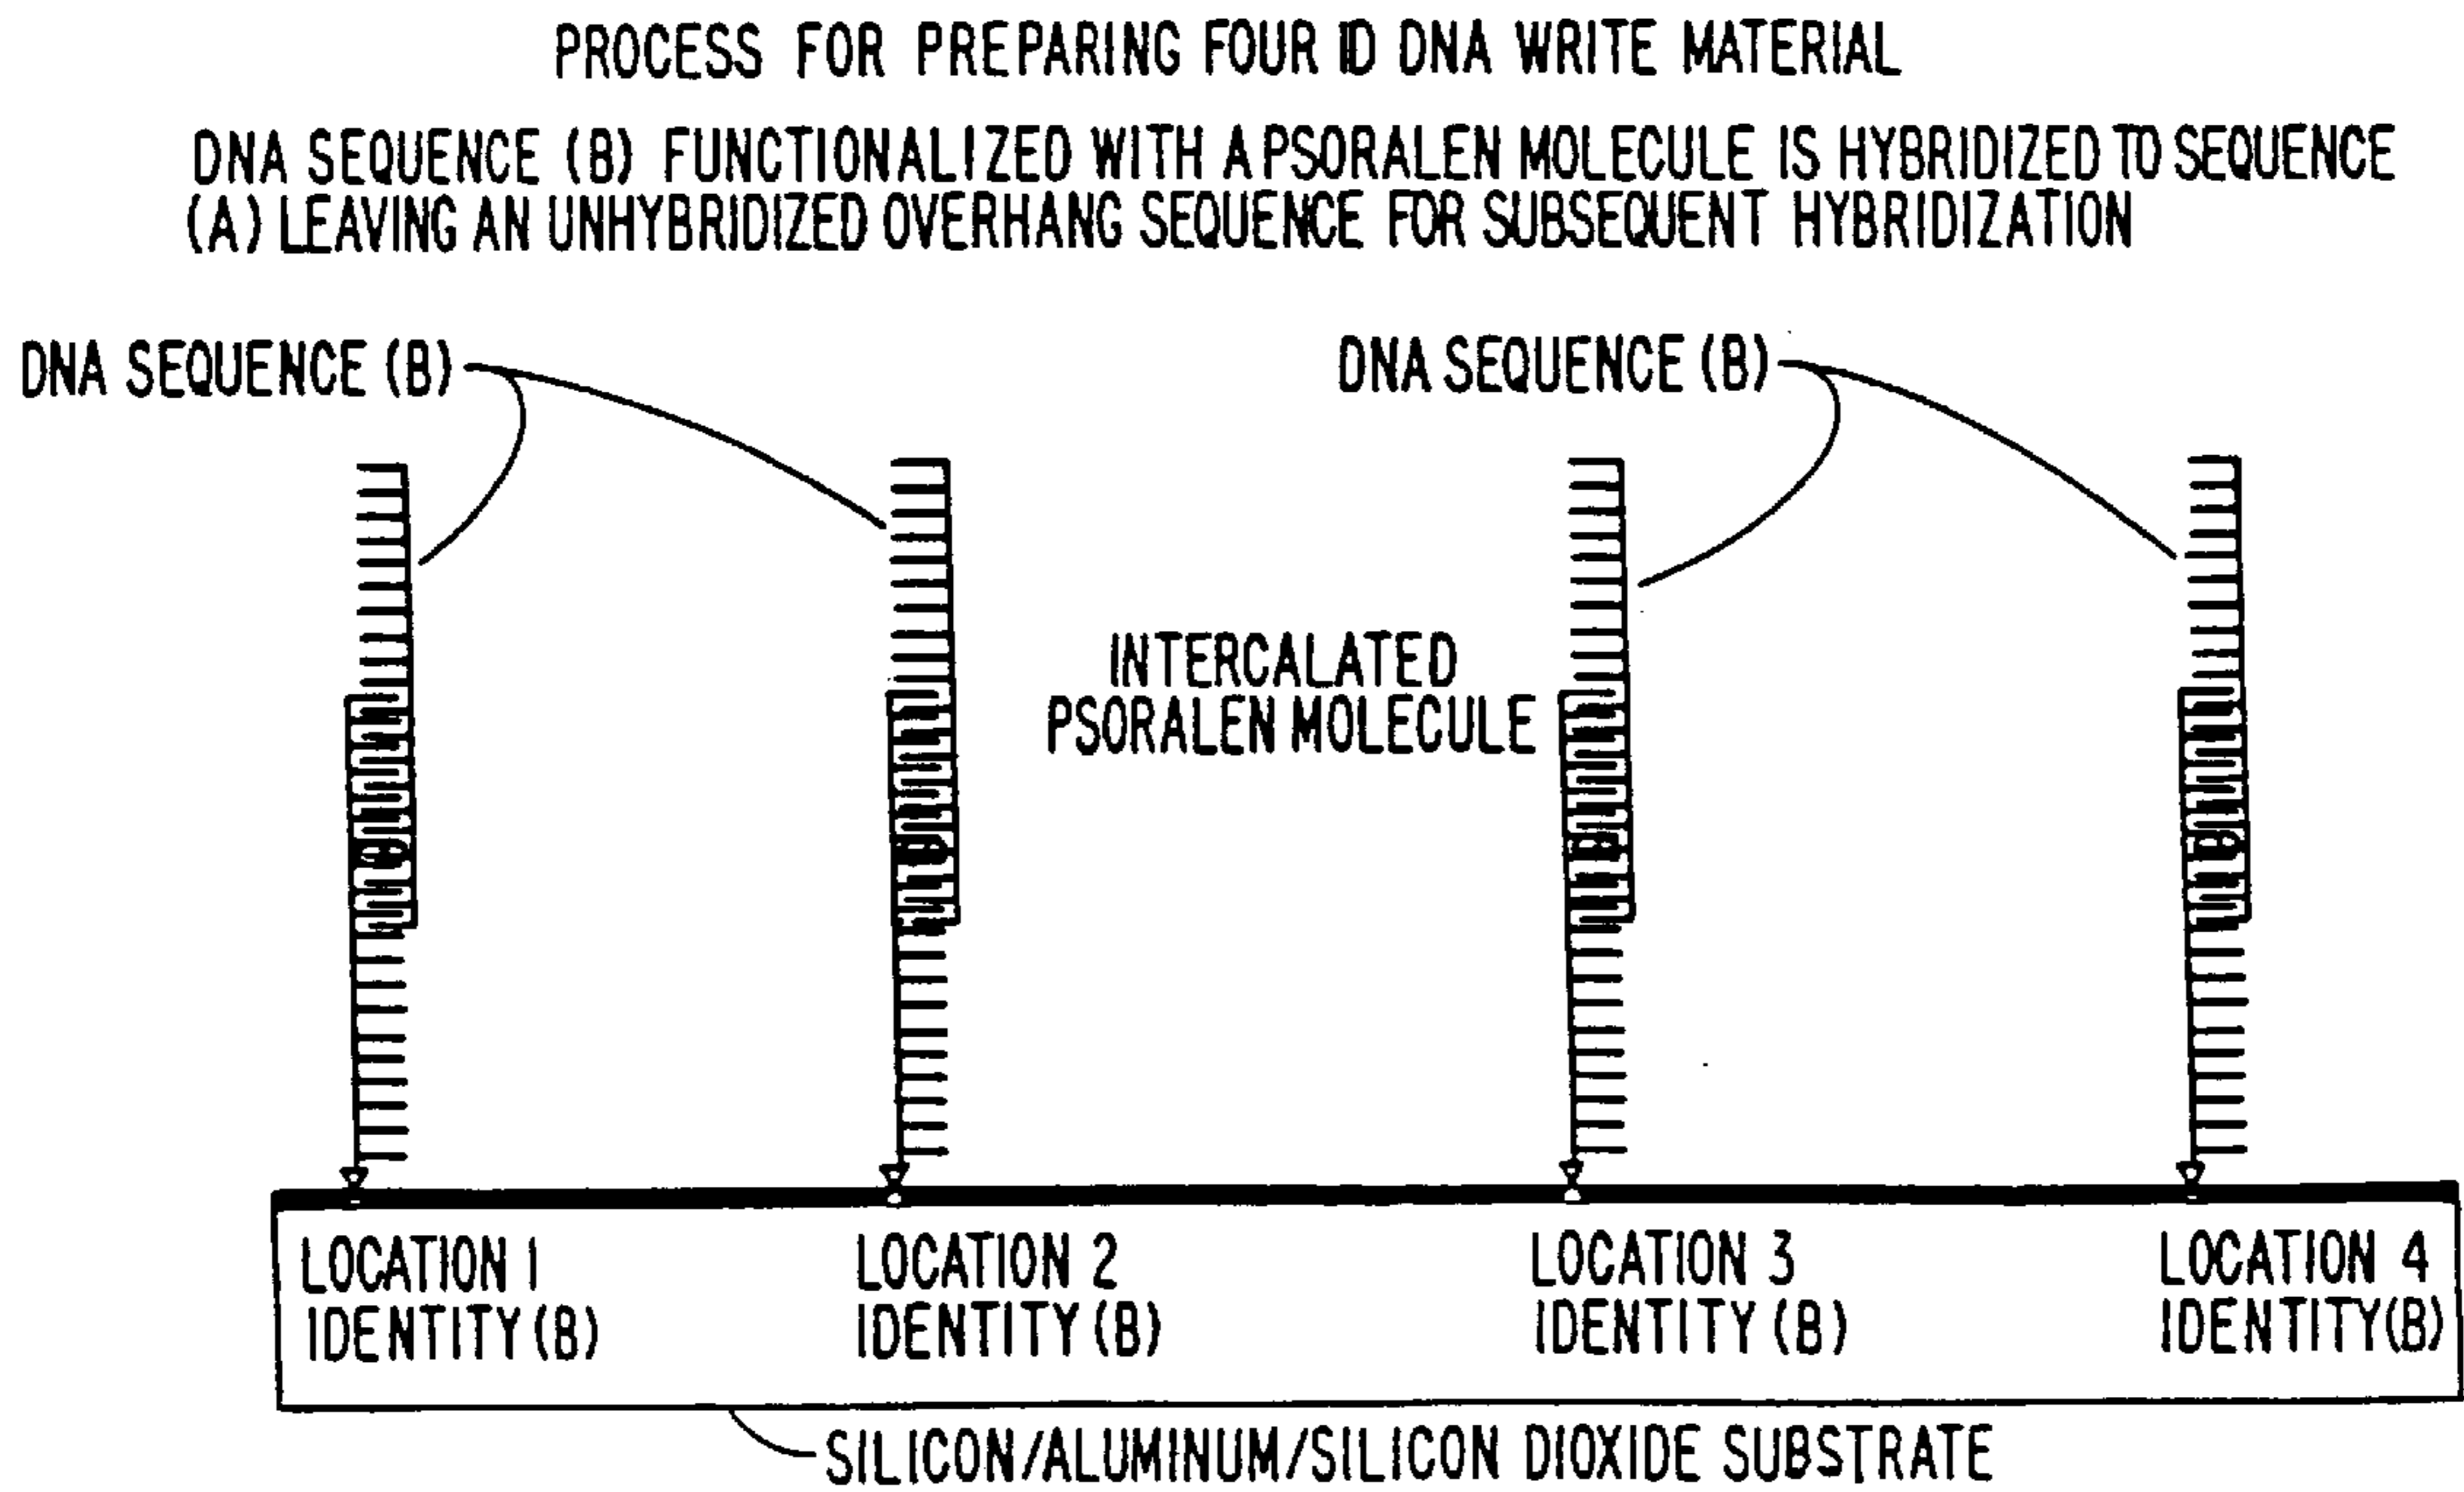 PROCESS FOR PREPARING FOUR ID DNA WRITE MATERIAL
DNA SEQUENCE (B) FUNCTIONALIZED WITH A PSORALEN MOLECULE IS HYBRIDIZED TO SEQUENCE
(A) LEAVING AN UNHYBRIDIZED OVERHANG SEQUENCE FOR SUBSEQUENT HYBRIDIZATION
DNA SEQUENCE (B)
DNA SEQUENCE (B)
INTERCALATED
PSORALEN MOLECULE
LOCATION 1
IDENTITY (B)
LOCATION 2
IDENTITY (B)
LOCATION 3
IDENTITY (B)
LOCATION 4
IDENTITY (B)
SILICON/ALUMINUM/SILICON DIOXIDE SUBSTRATE